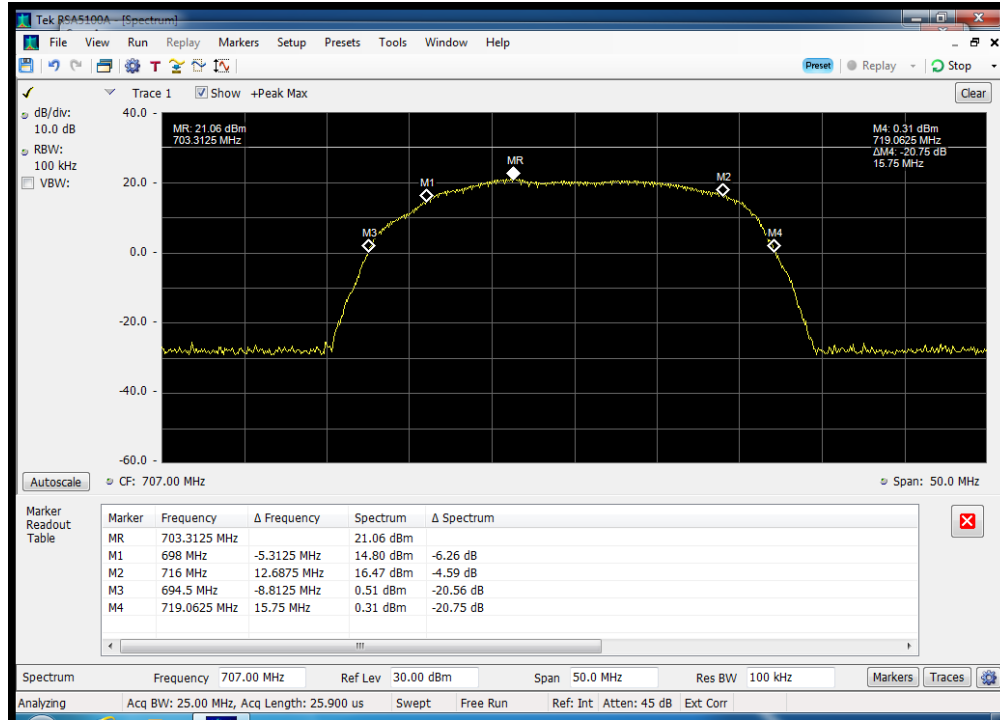 Tek RSA5100A - [Spectrum]
File View Run Replay Markers Setup Presets Tools Window Help
T Preset Replay Stop
Trace 1 Show +Peak Max Clear
dB/div:
10.0 dB
RBW:
100 kHz
VBW:
40.0 -
20.0 -
0.0 -
-20.0 -
-40.0 -
-60.0 -
MR: 21.06 dBm
703.3125 MHz
M4: 0.31 dBm
719.0625 MHz
ΔM4: -20.75 dB
15.75 MHz
MR
M1
M2
M3
M4
Autoscale CF: 707.00 MHz Span: 50.0 MHz
Marker
Readout
Table
Marker Frequency Δ Frequency Spectrum Δ Spectrum
MR 703.3125 MHz 21.06 dBm
M1 698 MHz -5.3125 MHz 14.80 dBm -6.26 dB
M2 716 MHz 12.6875 MHz 16.47 dBm -4.59 dB
M3 694.5 MHz -8.8125 MHz 0.51 dBm -20.56 dB
M4 719.0625 MHz 15.75 MHz 0.31 dBm -20.75 dB
Spectrum Frequency 707.00 MHz Ref Lev 30.00 dBm Span 50.0 MHz Res BW 100 kHz Markers Traces
Analyzing Acq BW: 25.00 MHz, Acq Length: 25.900 us Swept Free Run Ref: Int Atten: 45 dB Ext Corr